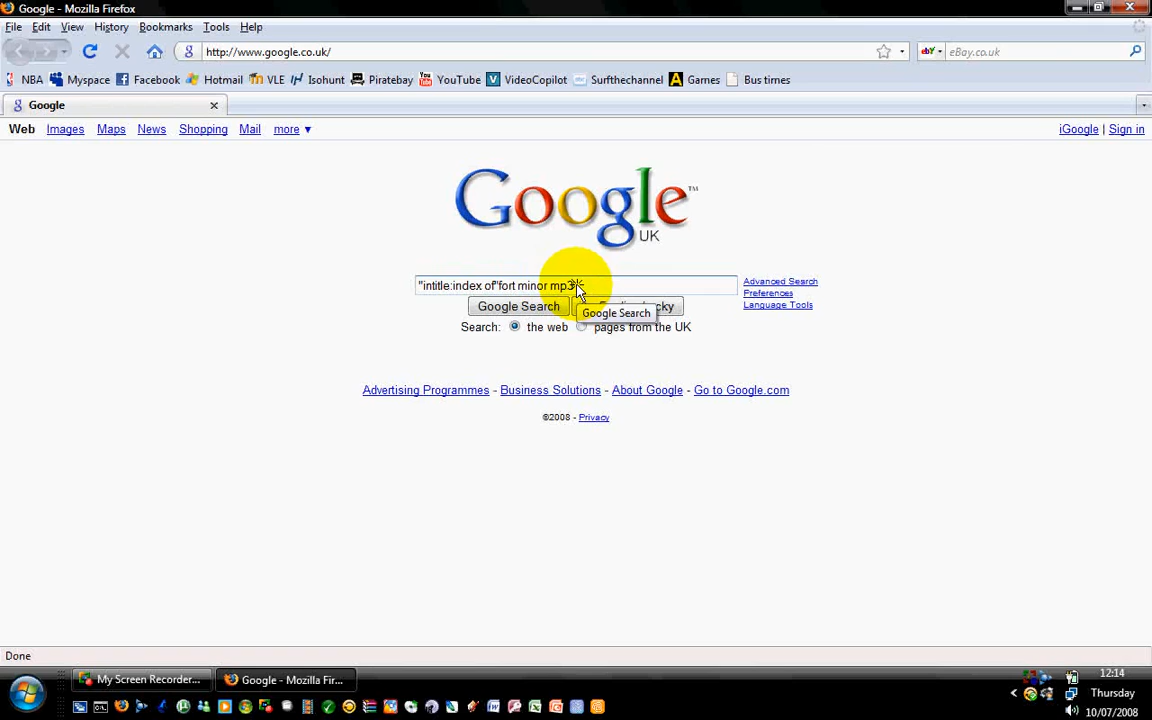 Google - Mozilla Firefox
File Edit View History Bookmarks Tools Help
http://www.google.co.uk/
eBay.co.uk
NBA Myspace Facebook Hotmail VLE Isohunt Piratebay YouTube VideoCopilot Surfthechannel Games Bus times
Google
Web Images Maps News Shopping Mail more ▼
iGoogle | Sign in
Google™
UK
"intitle:index of"fort minor mp3
Advanced Search
Preferences
Language Tools
Google Search
Google Search
Search: the web pages from the UK
Advertising Programmes - Business Solutions - About Google - Go to Google.com
©2008 - Privacy
Done
My Screen Recorder...
Google - Mozilla Fir...
12:14
Thursday
10/07/2008